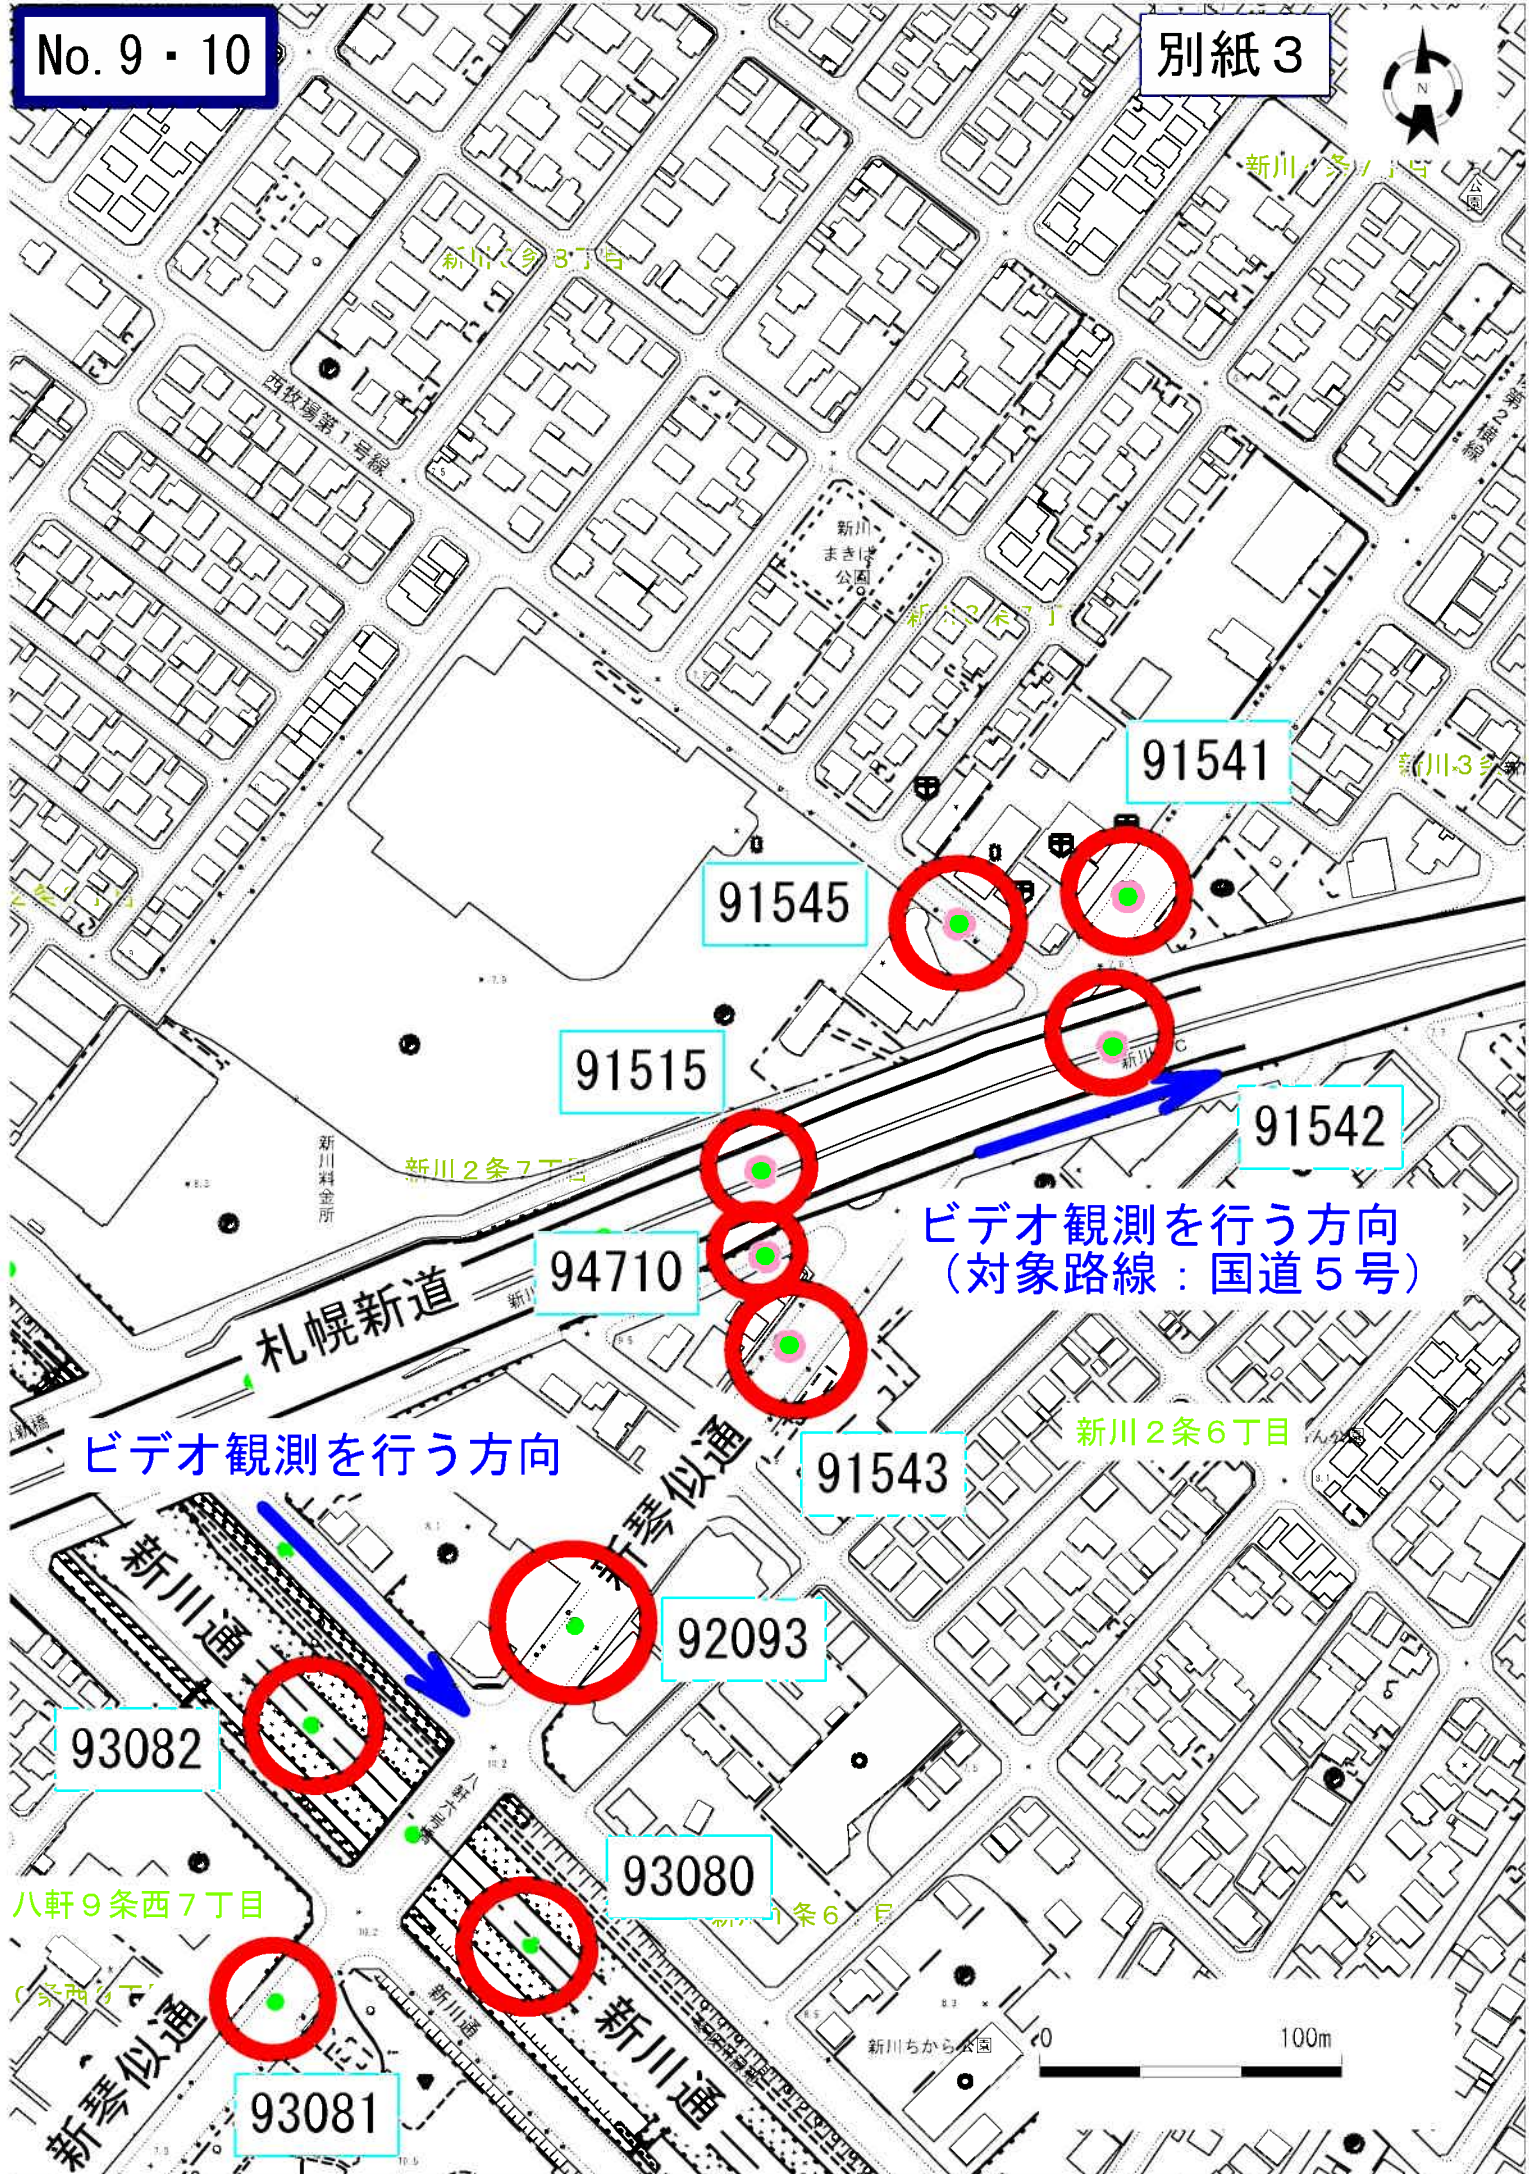 No. 9・10
別紙３
N
公園
西牧場第1号線
第2横線
新川
まきば
公園
91541
新川3条
91545
91515
新川料金所
新川２条７丁目
91542
ビデオ観測を行う方向
（対象路線：国道５号）
94710
札幌新道
新川２条６丁目
91543
ビデオ観測を行う方向
新琴似通
新川通
92093
93082
93080
八軒９条西７丁目
新川通
新川通
新琴似通
93081
新川ちから公園
0 100m